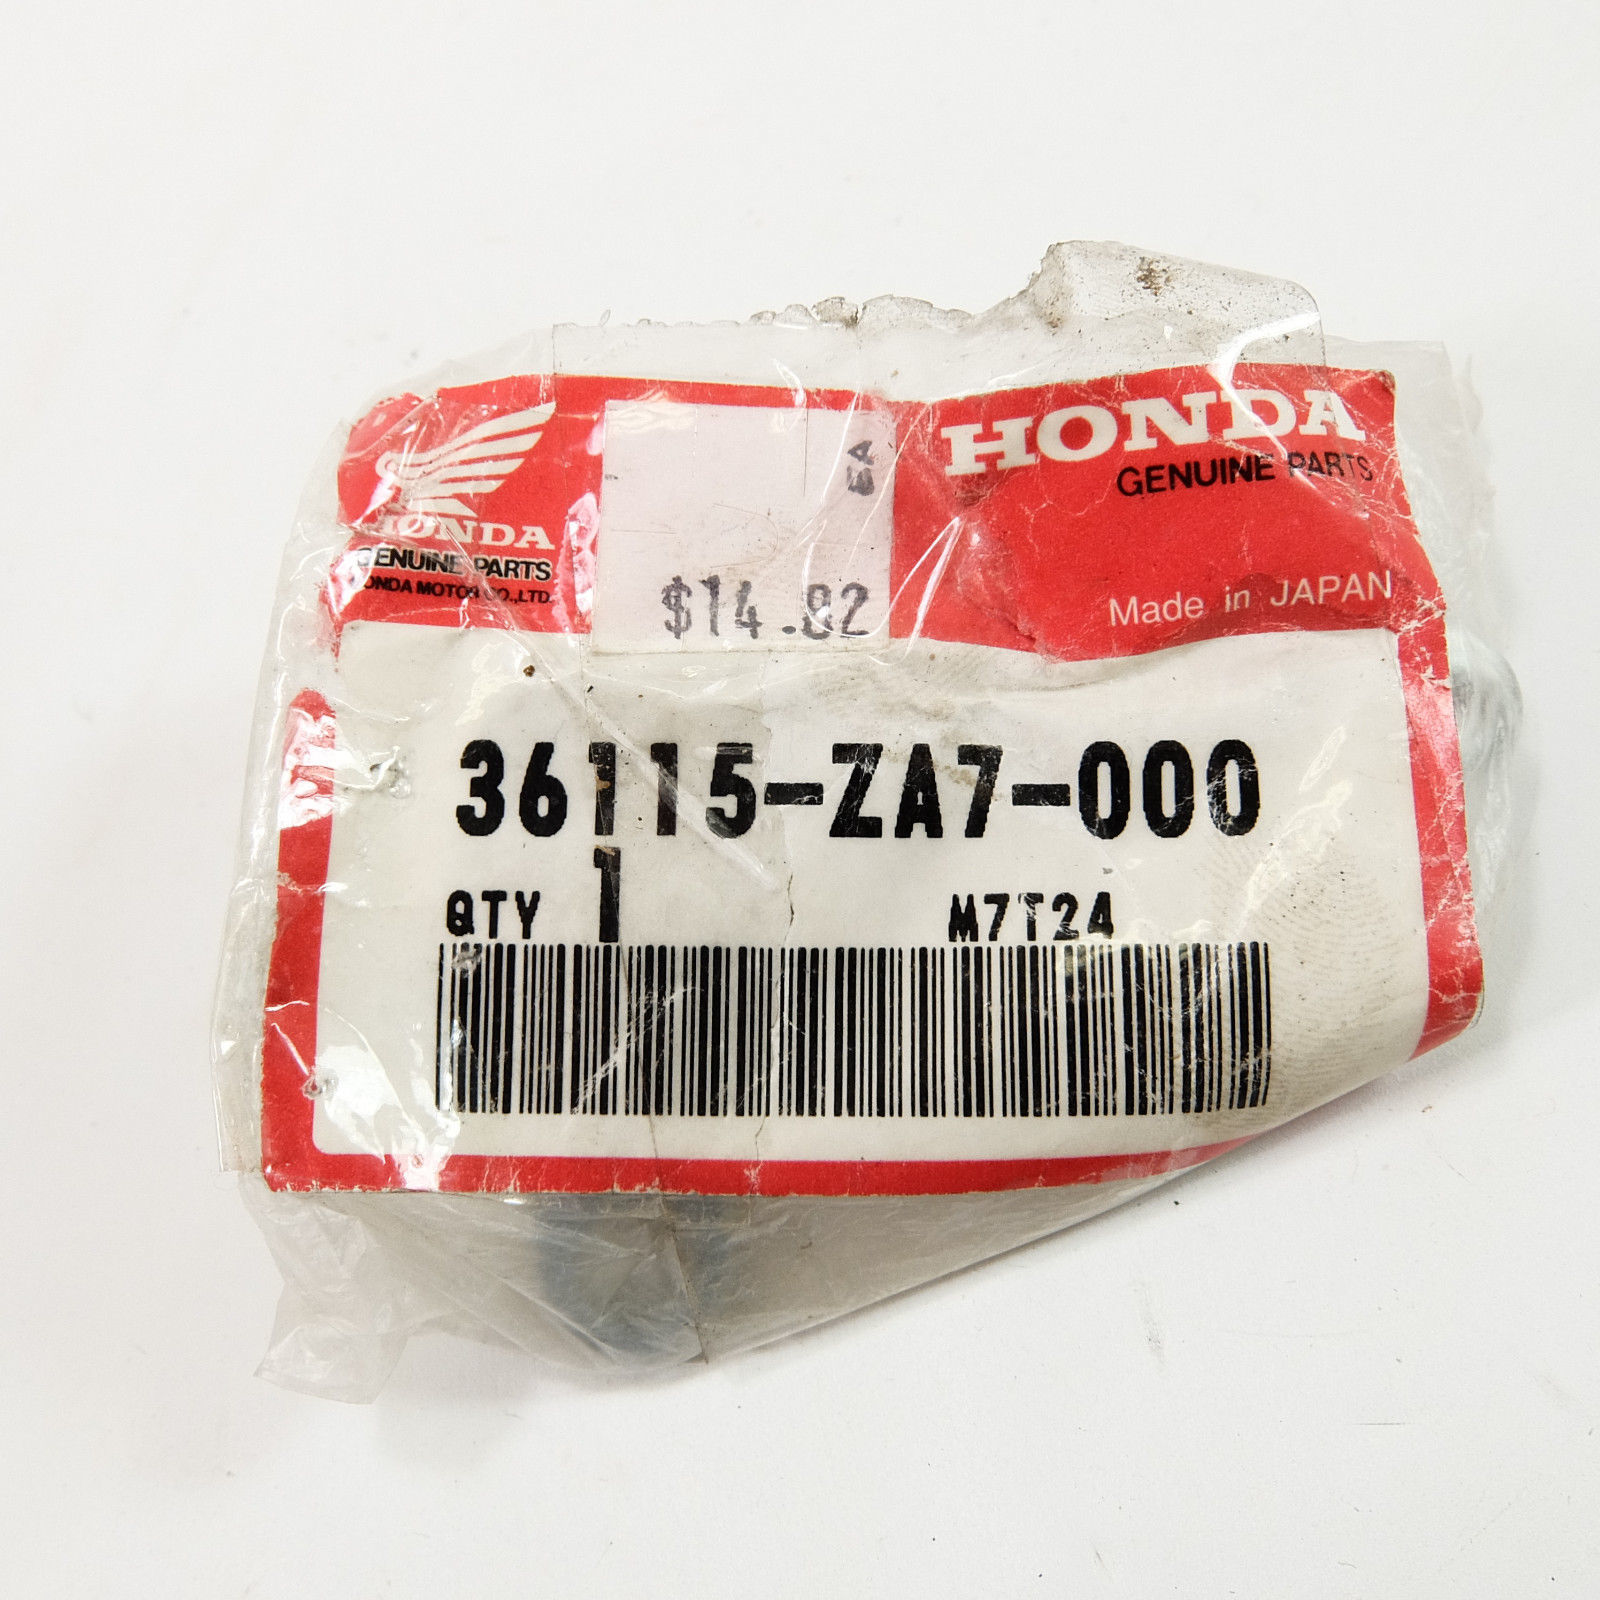 HONDA
GENUINE PARTS
HONDA MOTOR CO.,LTD.
EA
$14.82
HONDA
GENUINE PARTS
Made in JAPAN
36115-ZA7-000
QTY 1
M7T24